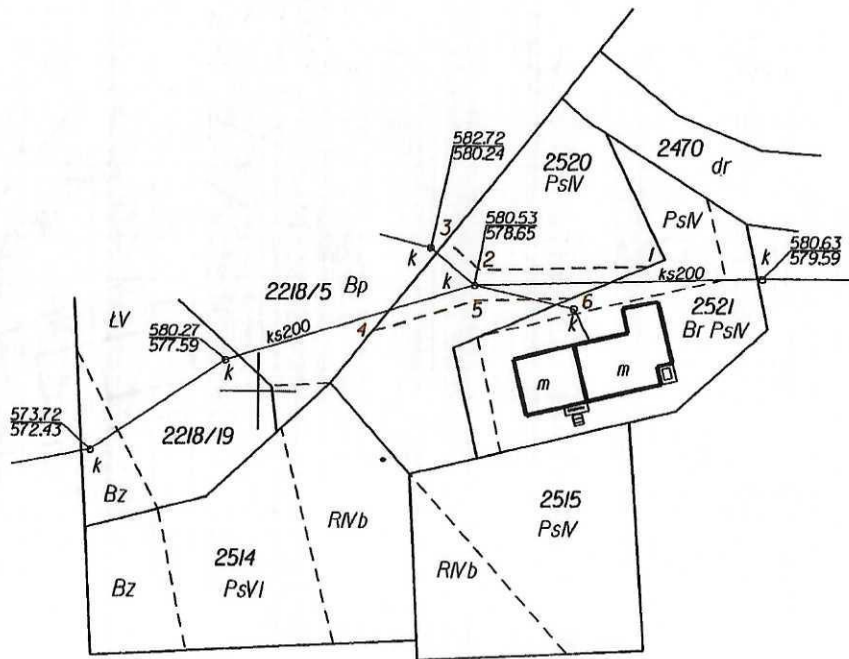 582.72
580.24
2520
PsIV
2470
dr
3
580.53
578.65
PsIV
2
1
k
k
580.63
579.59
k
ks200
2218/5
Bp
5
6
2521
Br PsIV
ŁV
580.27
577.59
ks200
4
k
k
m
m
573.72
572.43
k
2218/19
Bz
2515
PsIV
RIVb
2514
PsVI
Bz
RIVb